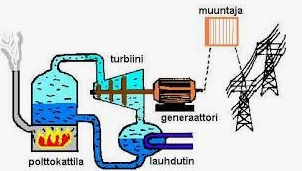 muuntaja
turbiini
generaattori
polttokattila
lauhdutin